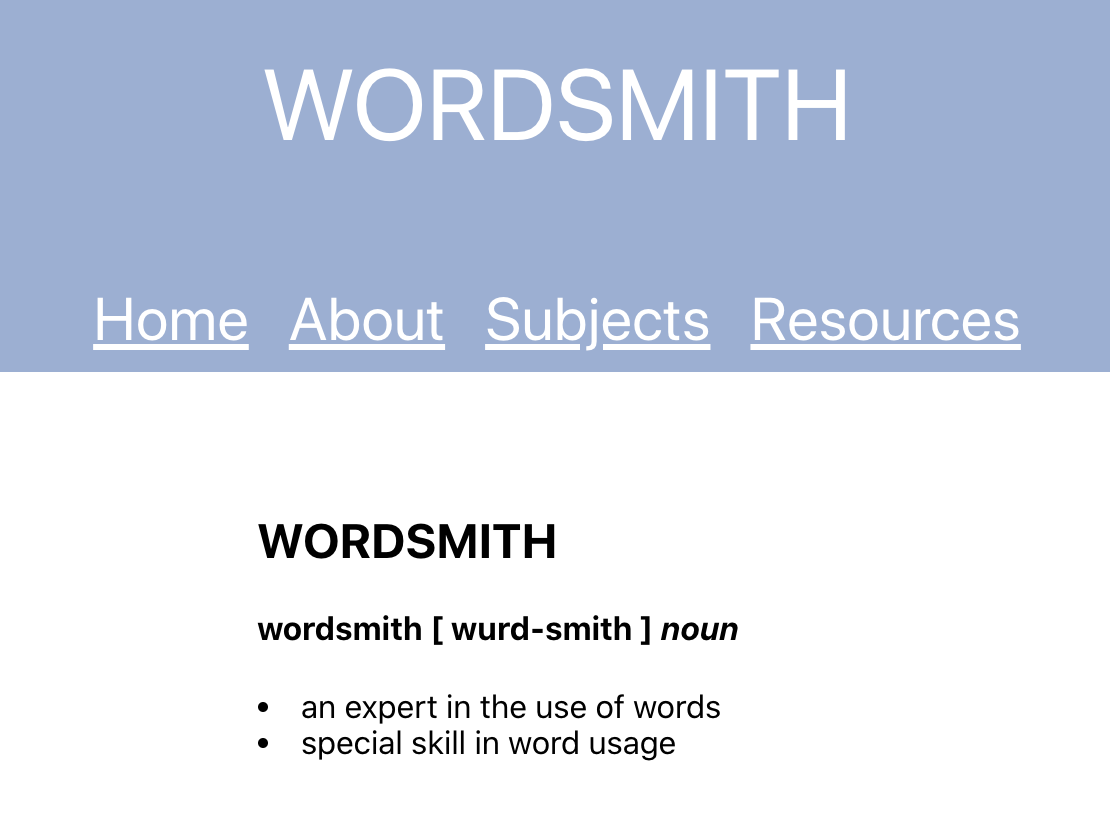 WORDSMITH
Home About Subjects Resources
WORDSMITH
wordsmith [ wurd-smith ] noun
• an expert in the use of words
• special skill in word usage